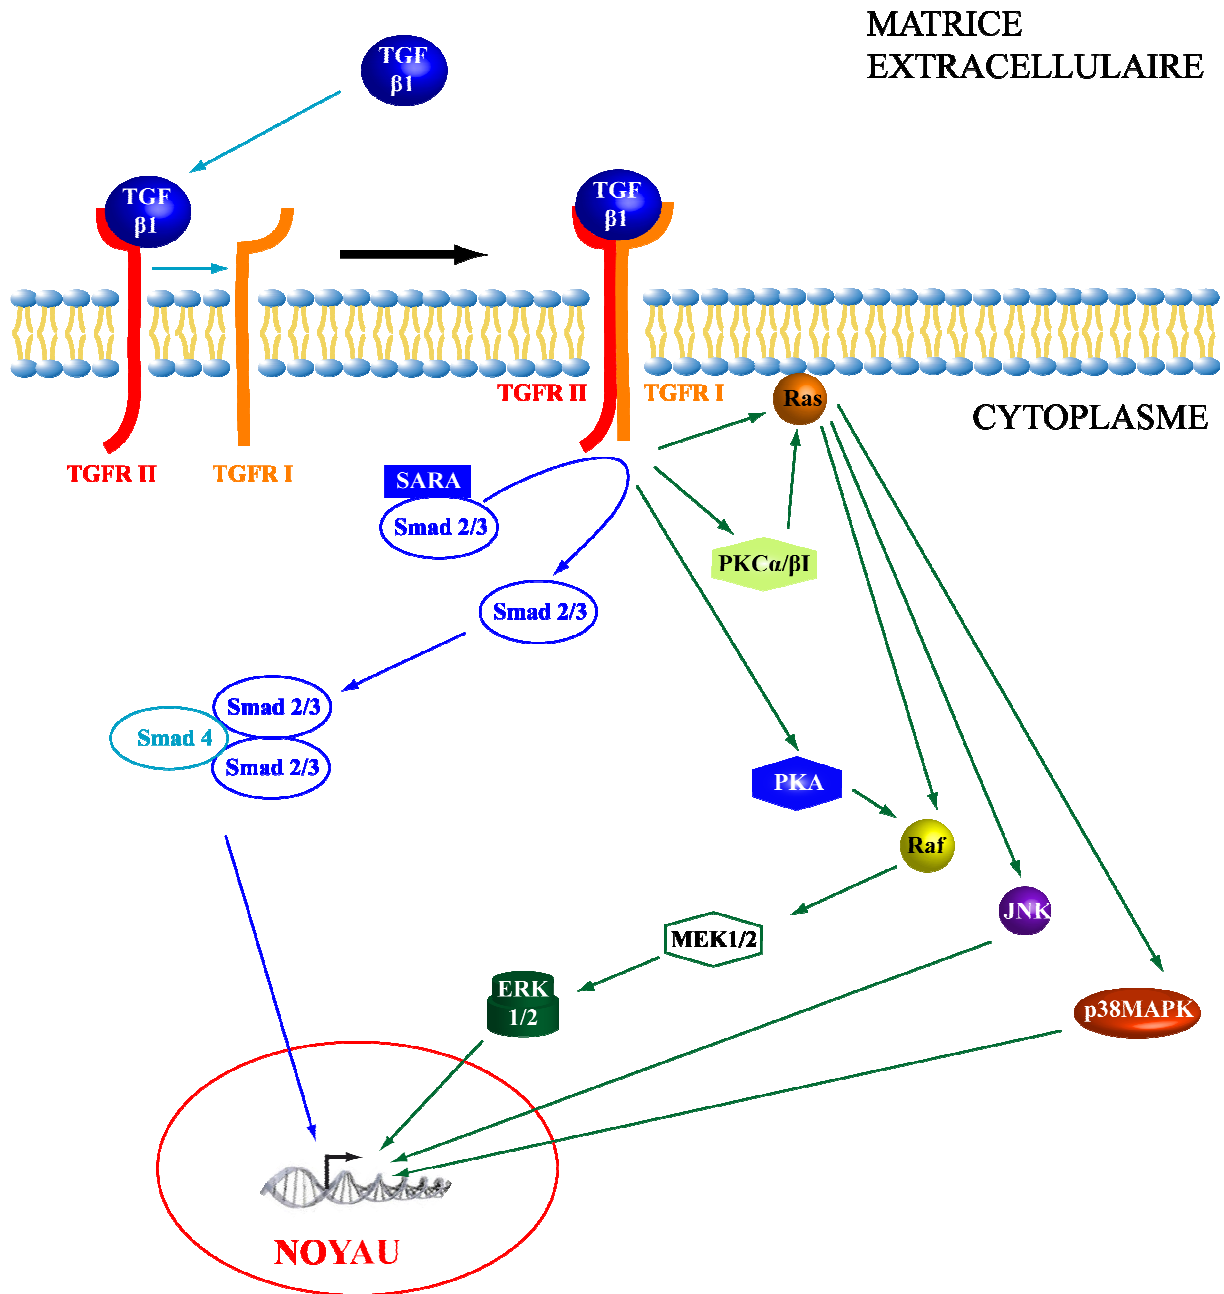 MATRICE
EXTRACELLULAIRE
TGF
β1
TGF
β1
TGF
β1
TGFR II
TGFR I
Ras
CYTOPLASME
TGFR II
TGFR I
SARA
Smad 2/3
PKCα/βI
Smad 2/3
Smad 2/3
Smad 4
Smad 2/3
PKA
Raf
JNK
MEK1/2
ERK
1/2
p38MAPK
NOYAU